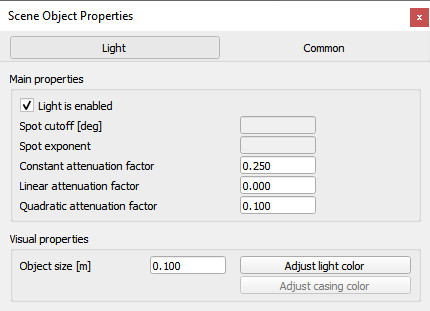 Scene Object Properties x
Light Common
Main properties
Light is enabled
Spot cutoff [deg]
Spot exponent
Constant attenuation factor 0.250
Linear attenuation factor 0.000
Quadratic attenuation factor 0.100
Visual properties
Object size [m] 0.100 Adjust light color
Adjust casing color